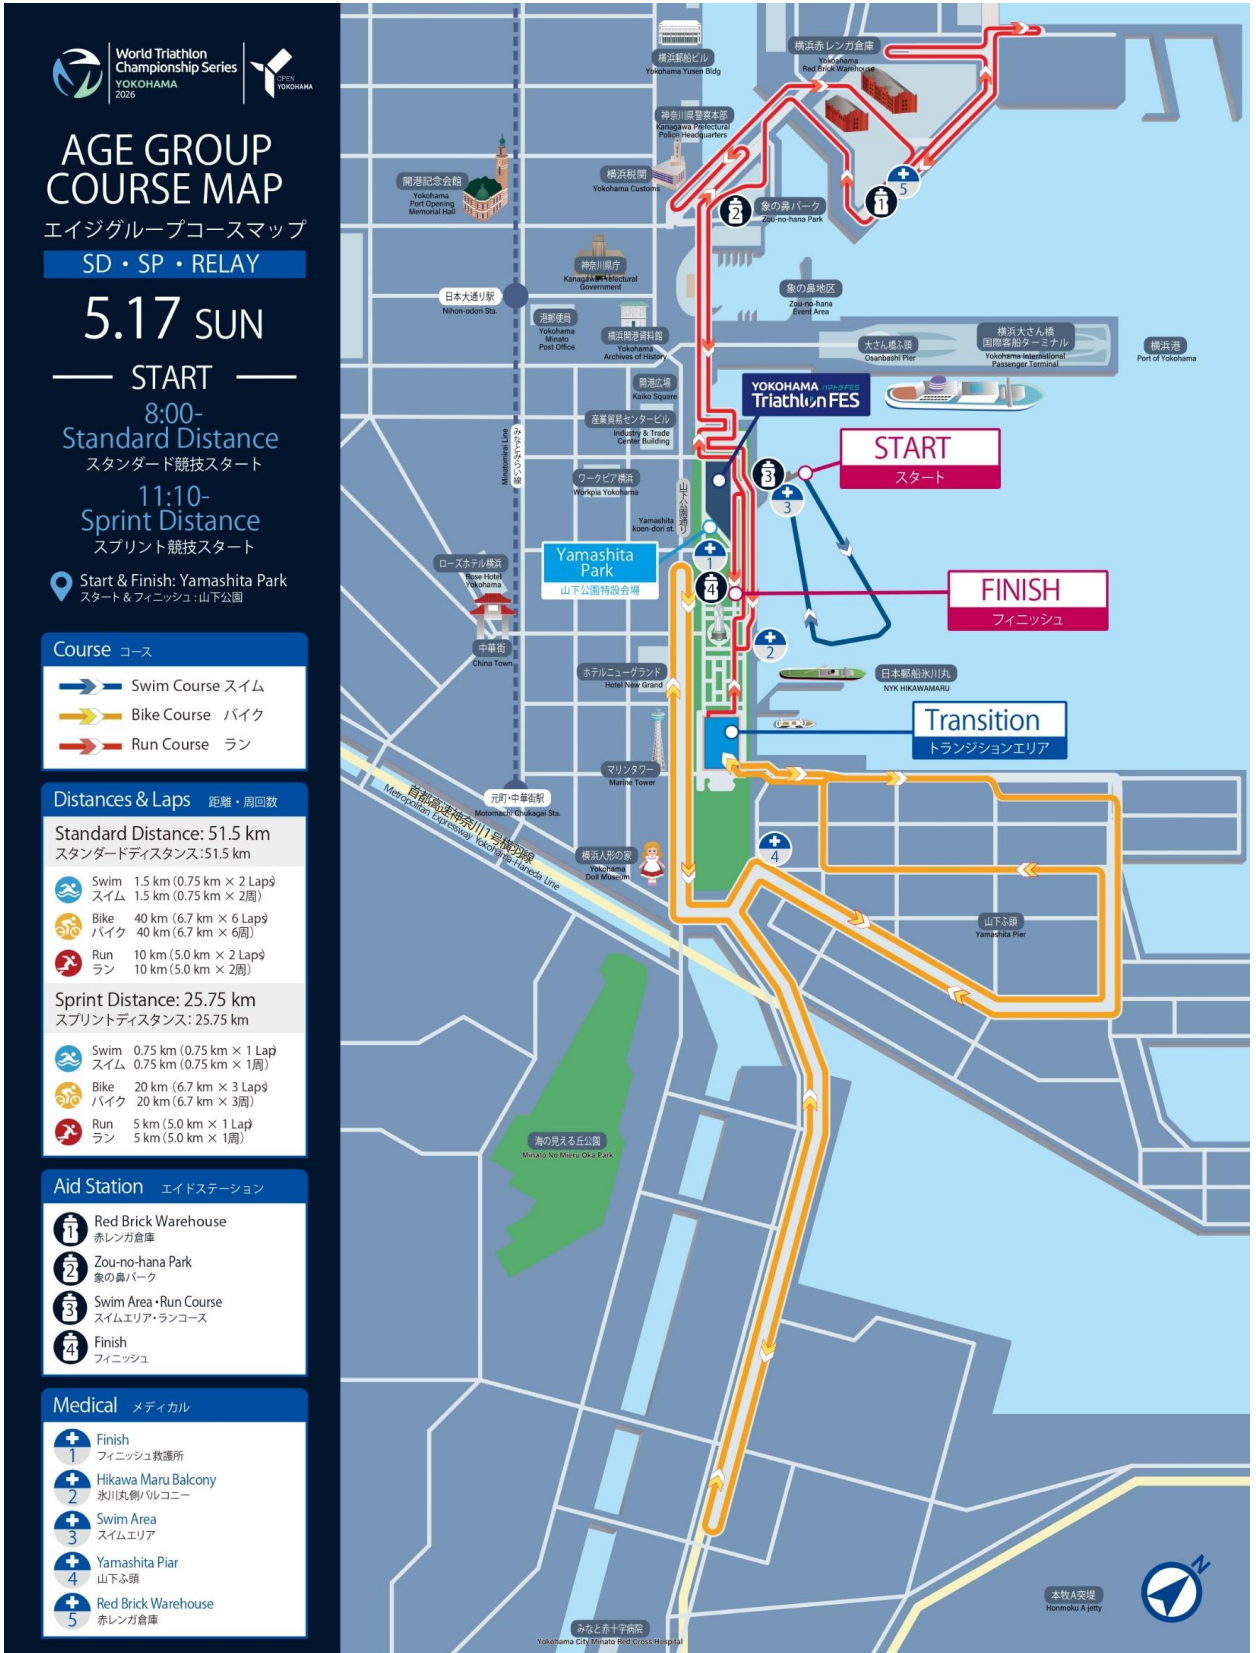 World Triathlon
Championship Series
YOKOHAMA
2026
OPEN
YOKOHAMA
AGE GROUP
COURSE MAP
エイジグループコースマップ
SD・SP・RELAY
5.17 SUN
START
8:00-
Standard Distance
スタンダード競技スタート
11:10-
Sprint Distance
スプリント競技スタート
Start & Finish: Yamashita Park
スタート & フィニッシュ : 山下公園
Course コース
Swim Course スイム
Bike Course バイク
Run Course ラン
Distances & Laps 距離・周回数
Standard Distance: 51.5 km
スタンダードディスタンス:51.5 km
Swim 1.5 km (0.75 km × 2 Laps)
スイム 1.5 km (0.75 km × 2周)
Bike 40 km (6.7 km × 6 Laps)
バイク 40 km (6.7 km × 6周)
Run 10 km (5.0 km × 2 Laps)
ラン 10 km (5.0 km × 2周)
Sprint Distance: 25.75 km
スプリントディスタンス: 25.75 km
Swim 0.75 km (0.75 km × 1 Lap)
スイム 0.75 km (0.75 km × 1周)
Bike 20 km (6.7 km × 3 Laps)
バイク 20 km (6.7 km × 3周)
Run 5 km (5.0 km × 1 Lap)
ラン 5 km (5.0 km × 1周)
Aid Station エイドステーション
1
Red Brick Warehouse
赤レンガ倉庫
2
Zou-no-hana Park
象の鼻パーク
3
Swim Area・Run Course
スイムエリア・ランコース
4
Finish
フィニッシュ
Medical メディカル
1
Finish
フィニッシュ救護所
2
Hikawa Maru Balcony
氷川丸側バルコニー
3
Swim Area
スイムエリア
4
Yamashita Piar
山下ふ頭
5
Red Brick Warehouse
赤レンガ倉庫
横浜郵船ビル
Yokohama Yusen Bldg
横浜赤レンガ倉庫
Yokoahama
Red Brick Warehouse
神奈川県警察本部
Kanagawa Prefectural
Police Headquarters
横浜税関
Yokohama Customs
開港記念会館
Yokohama
Port Opening
Memorial Hall
5
1
2
象の鼻パーク
Zou-no-hana Park
神奈川県庁
Kanagawa Prefectural
Government
日本大通り駅
Nihon-odori Sta.
港郵便局
Yokohama
Minato
Post Office
横浜開港資料館
Yokohama
Archives of History
象の鼻地区
Zou-no-hana
Event Area
大さん橋ふ頭
Osanbashi Pier
横浜大さん橋
国際客船ターミナル
Yokohama International
Passenger Terminal
横浜港
Port of Yokohama
開港広場
Kaiko Square
YOKOHAMA ハマトラFES
Triathlon FES
産業貿易センタービル
Industry & Trade
Center Building
みなとみらい線
Minatomirai Line
START
スタート
ワークピア横浜
Workpia Yokohama
山下公園通り
Yamashita
koen-dori st.
3
3
Yamashita
Park
山下公園特設会場
1
4
ローズホテル横浜
Rose Hotel
Yokohama
FINISH
フィニッシュ
中華街
China Town
2
ホテルニューグランド
Hotel New Grand
日本郵船氷川丸
NYK HIKAWAMARU
Transition
トランジションエリア
マリンタワー
Marine Tower
元町・中華街駅
Motomachi Chukagai Sta.
首都高速神奈川1号横羽線
Metropolitan Expressway Yokohama-Haneda Line
横浜人形の家
Yokohama
Doll Museum
4
山下ふ頭
Yamashita Pier
海の見える丘公園
Minato No Mieru Oka Park
みなと赤十字病院
Yokohama City Minato Red Cross Hospital
本牧A突堤
Honmoku A jetty
N